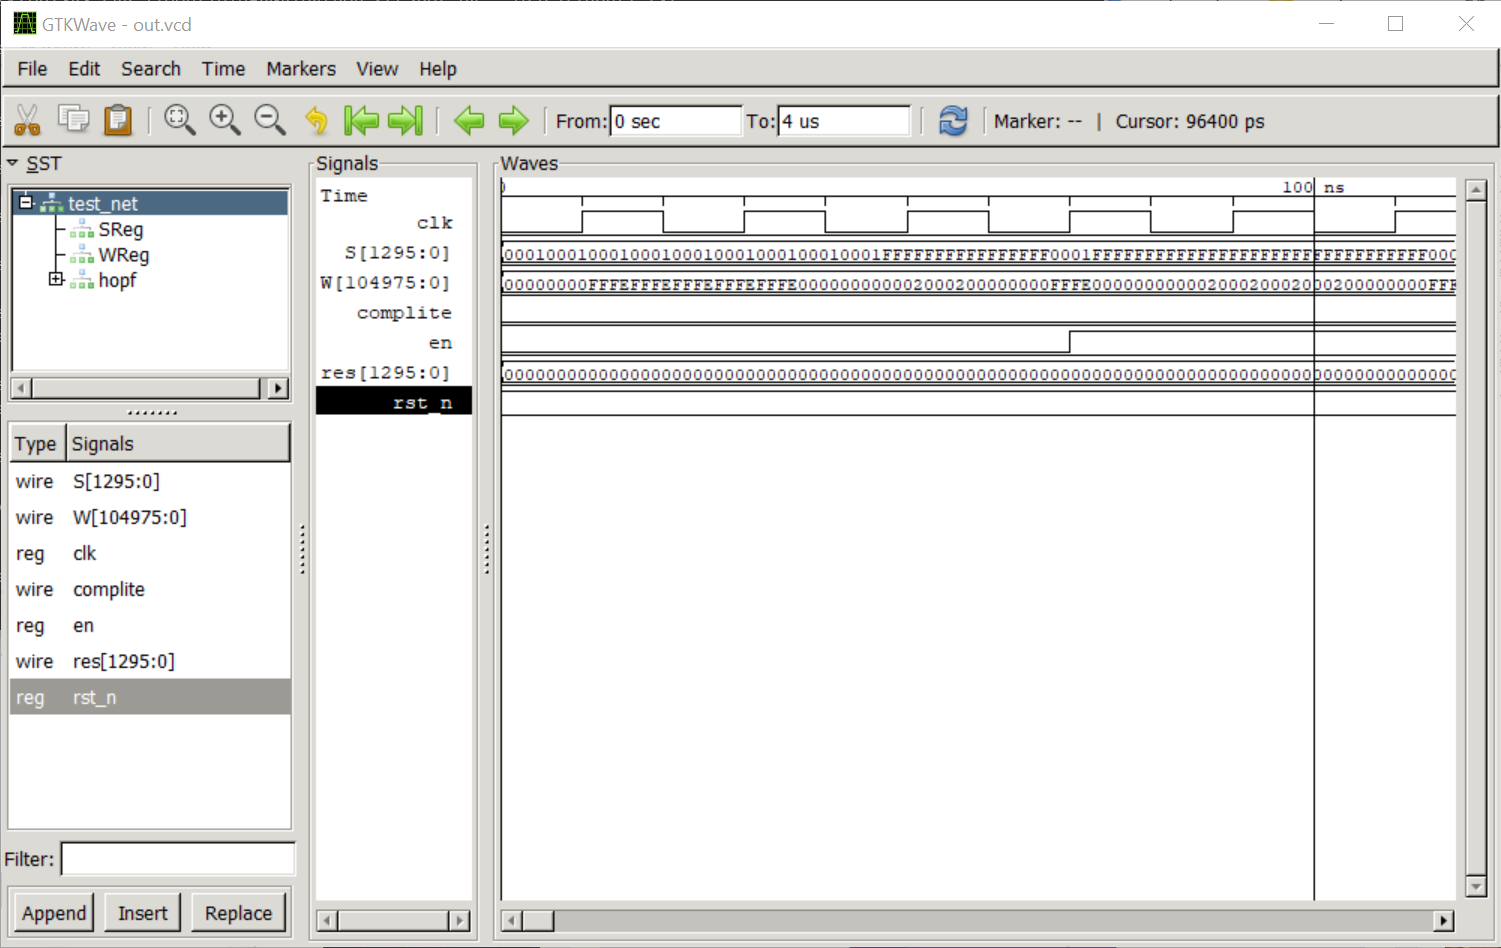 GTKWave - out.vcd
File Edit Search Time Markers View Help
From: 0 sec To: 4 us Marker: -- | Cursor: 96400 ps
SST
test_net
SReg
WReg
hopf
Type Signals
wire S[1295:0]
wire W[104975:0]
reg clk
wire complite
reg en
wire res[1295:0]
reg rst_n
Filter:
Append Insert Replace
Signals
Time
clk
S[1295:0]
W[104975:0]
complite
en
res[1295:0]
rst_n
Waves
0 100 ns